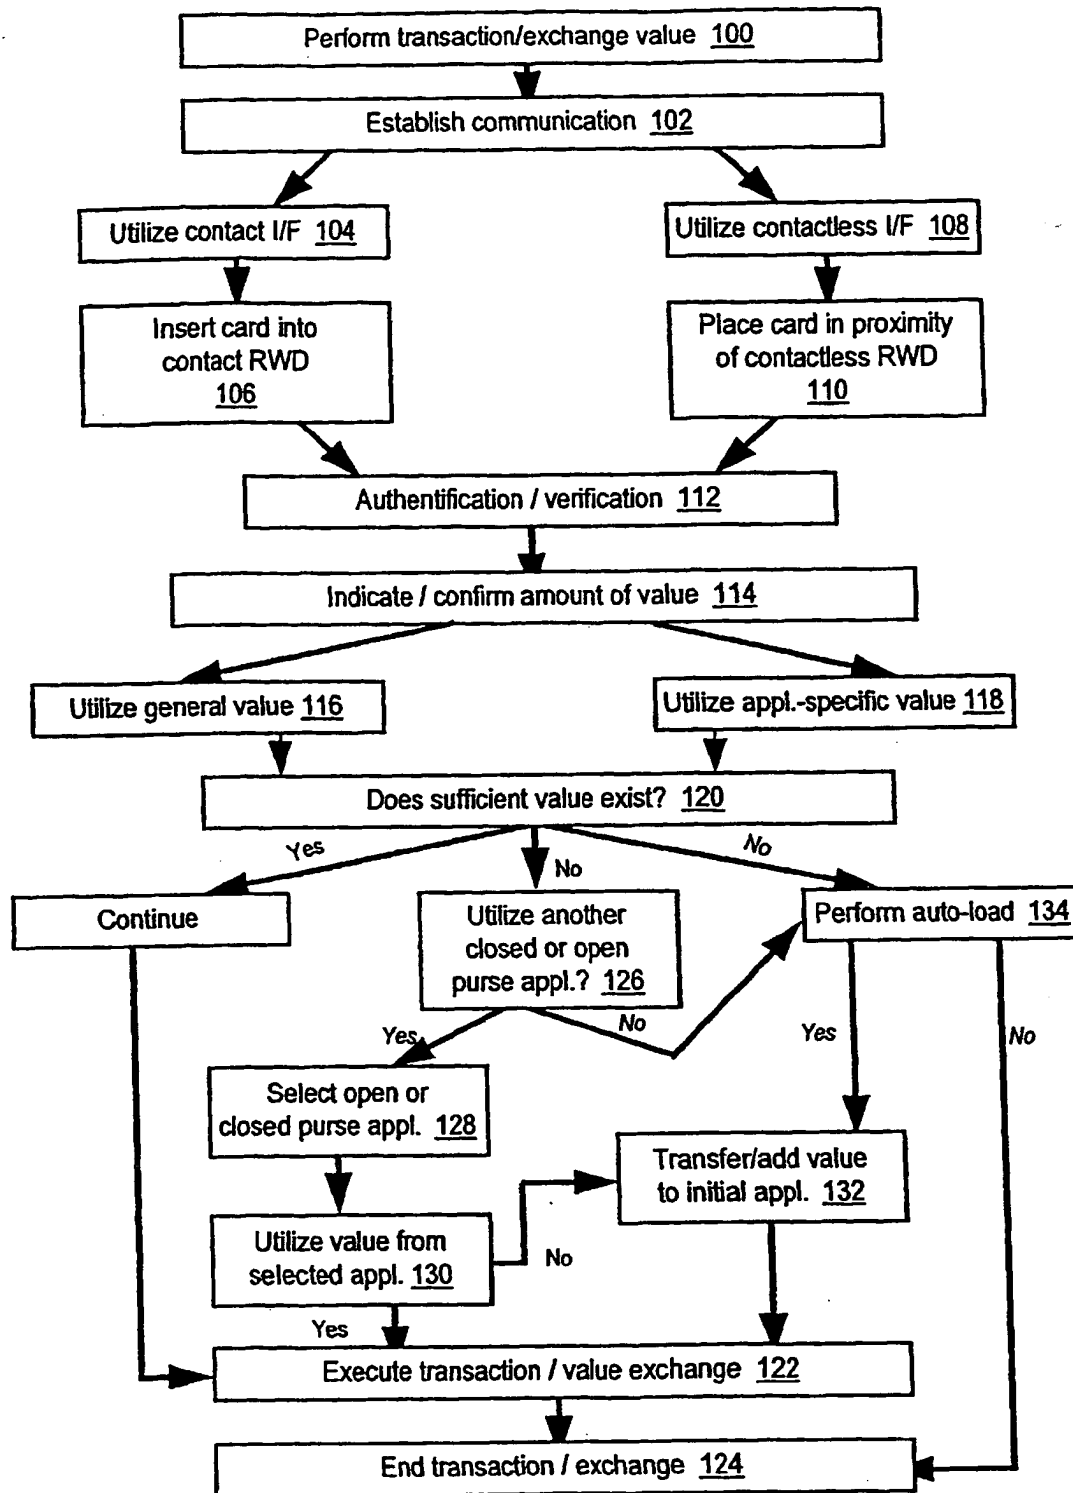 Perform transaction/exchange value 100
Establish communication 102
Utilize contact I/F 104
Utilize contactless I/F 108
Insert card into
contact RWD
106
Place card in proximity
of contactless RWD
110
Authentification / verification 112
Indicate / confirm amount of value 114
Utilize general value 116
Utilize appl.-specific value 118
Does sufficient value exist? 120
Yes
No
No
Continue
Utilize another
closed or open
purse appl.? 126
Perform auto-load 134
Yes
No
Yes
No
Select open or
closed purse appl. 128
Transfer/add value
to initial appl. 132
Utilize value from
selected appl. 130
No
Yes
Execute transaction / value exchange 122
End transaction / exchange 124